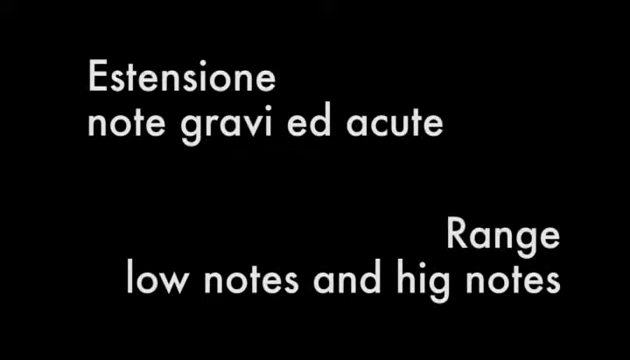 Estensione
note gravi ed acute
Range
low notes and hig notes